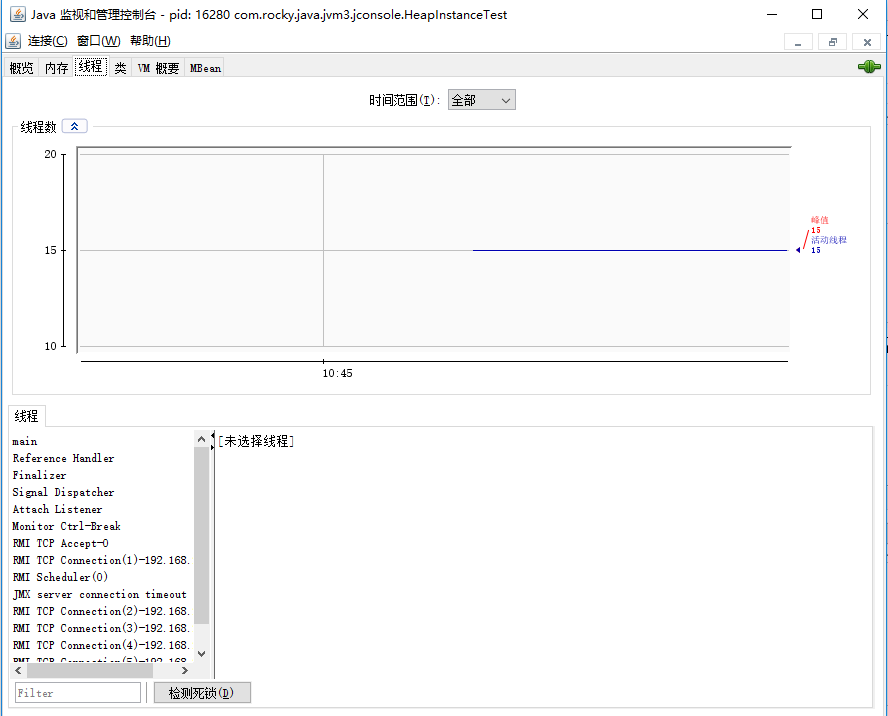 Java 监视和管理控制台 - pid: 16280 com.rocky.java.jvm3.jconsole.HeapInstanceTest
连接(C) 窗口(W) 帮助(H)
概览 内存 线程 类 VM 概要 MBean
时间范围(T): 全部
线程数
20
15
10
10:45
峰值
15
活动线程
15
线程
main
Reference Handler
Finalizer
Signal Dispatcher
Attach Listener
Monitor Ctrl-Break
RMI TCP Accept-0
RMI TCP Connection(1)-192.168.
RMI Scheduler(0)
JMX server connection timeout
RMI TCP Connection(2)-192.168.
RMI TCP Connection(3)-192.168.
RMI TCP Connection(4)-192.168.
RMI TCP Connection(5)-192.168.
[未选择线程]
Filter
检测死锁(D)